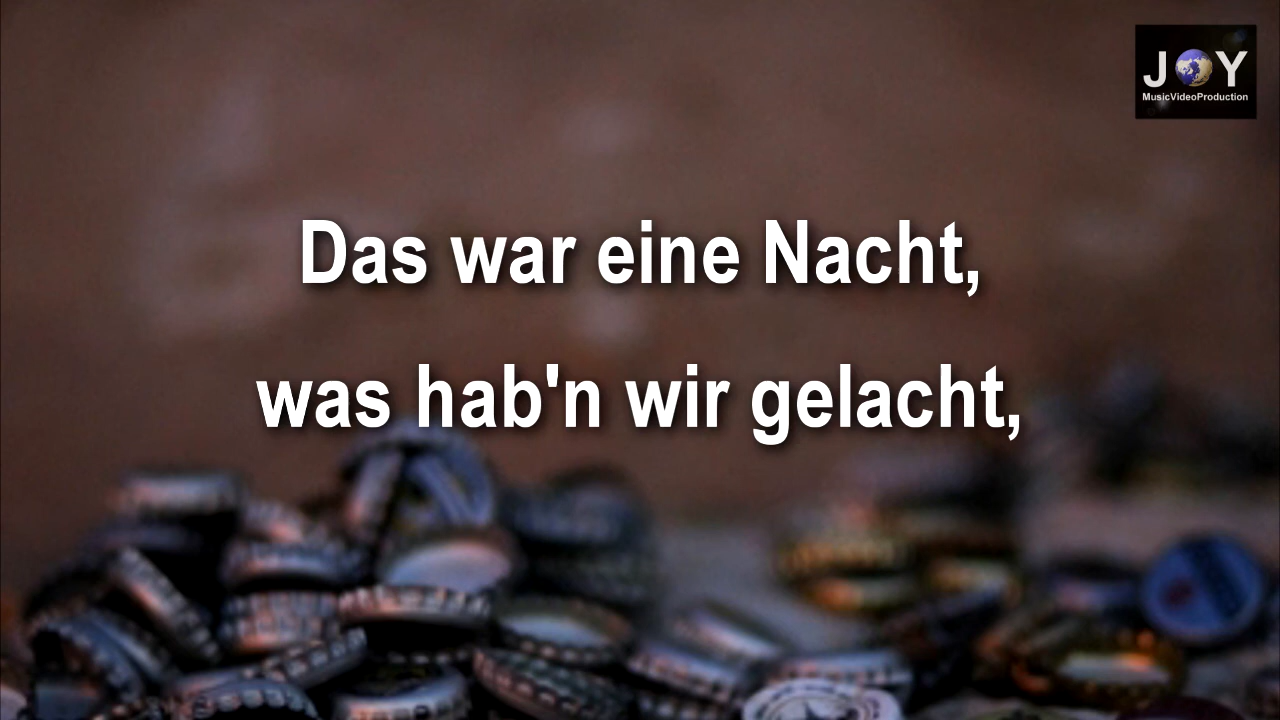 JOY
MusicVideoProduction
Das war eine Nacht,
was hab'n wir gelacht,